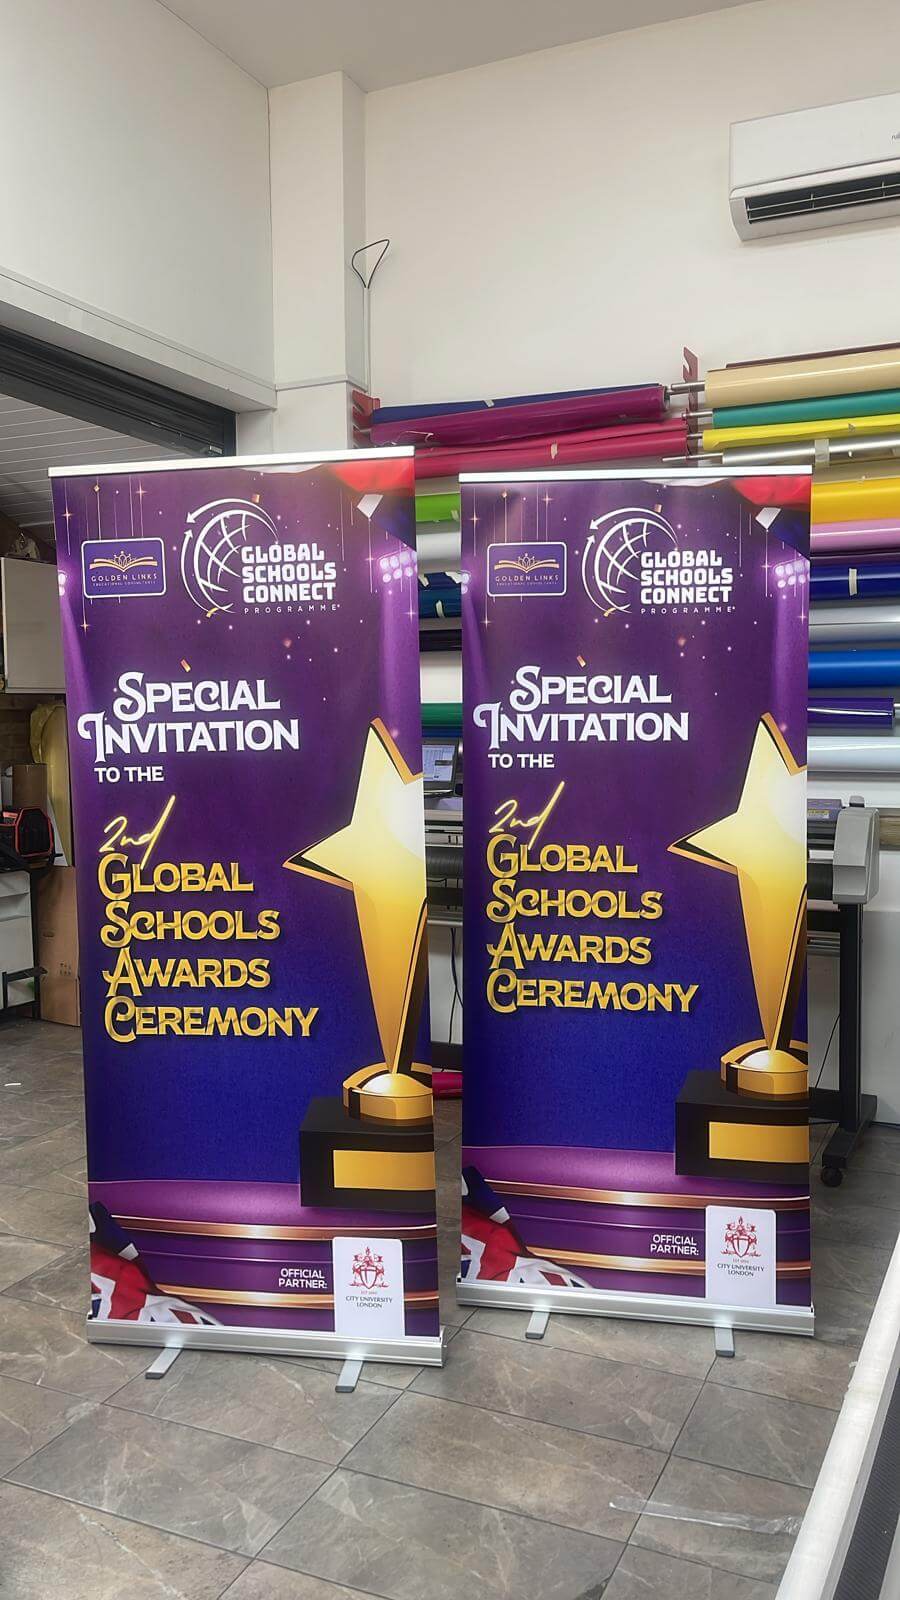 GOLDEN LINKS
EDUCATIONAL CONSULTANTS
GLOBAL
SCHOOLS
CONNECT
PROGRAMME
SPECIAL
INVITATION
TO THE
2nd
GLOBAL
SCHOOLS
AWARDS
CEREMONY
OFFICIAL
PARTNER:
CITY UNIVERSITY
LONDON
GOLDEN LINKS
EDUCATIONAL CONSULTANTS
GLOBAL
SCHOOLS
CONNECT
PROGRAMME
SPECIAL
INVITATION
TO THE
2nd
GLOBAL
SCHOOLS
AWARDS
CEREMONY
OFFICIAL
PARTNER:
CITY UNIVERSITY
LONDON